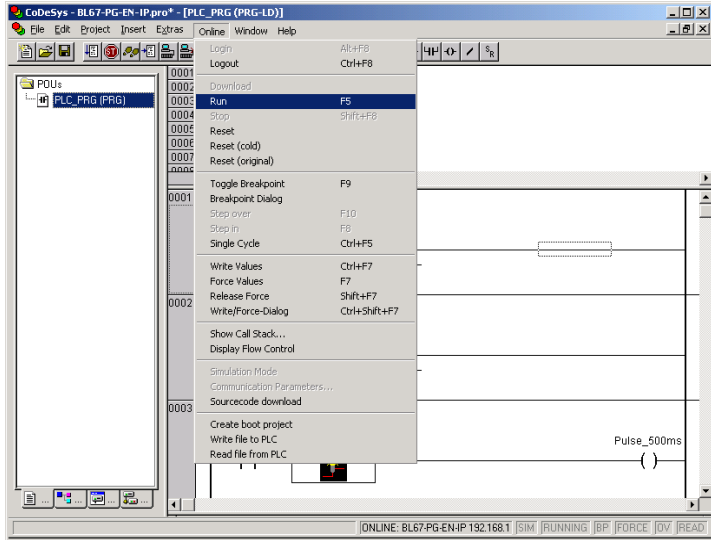 CoDeSys - BL67-PG-EN-IP.pro* - [PLC_PRG (PRG-LD)]
File Edit Project Insert Extras Online Window Help
POUs
PLC_PRG (PRG)
Login Alt+F8
Logout Ctrl+F8
Download
Run F5
Stop Shift+F8
Reset
Reset (cold)
Reset (original)
Toggle Breakpoint F9
Breakpoint Dialog
Step over F10
Step in F8
Single Cycle Ctrl+F5
Write Values Ctrl+F7
Force Values F7
Release Force Shift+F7
Write/Force-Dialog Ctrl+Shift+F7
Show Call Stack...
Display Flow Control
Simulation Mode
Communication Parameters...
Sourcecode download
Create boot project
Write file to PLC
Read file from PLC
0001
0002
0003
0004
0005
0006
0007
0001
0002
0003
Pulse_500ms
ONLINE: BL67-PG-EN-IP 192.168.1 SIM RUNNING BP FORCE OV READ